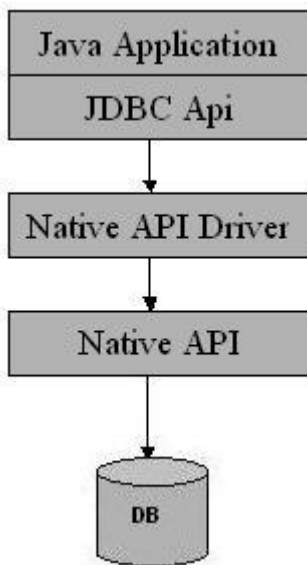 Java Application
JDBC Api
Native API Driver
Native API
DB